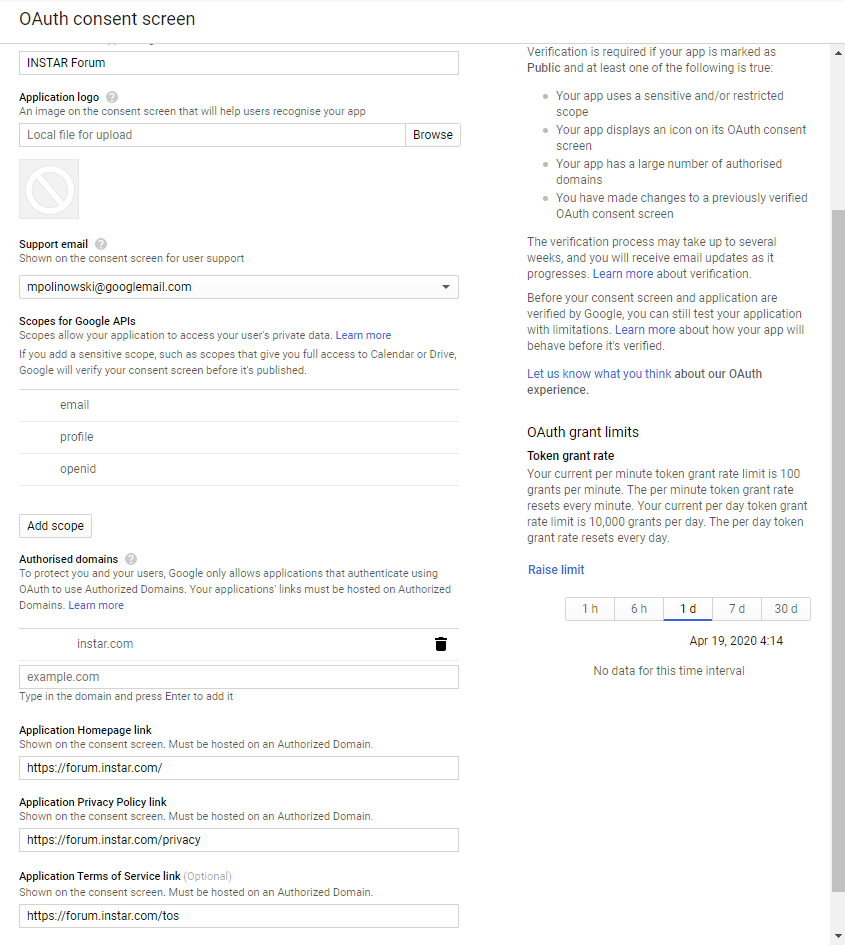 OAuth consent screen
INSTAR Forum
Application logo ?
An image on the consent screen that will help users recognise your app
Local file for upload Browse
Support email ?
Shown on the consent screen for user support
mpolinowski@googlemail.com
Scopes for Google APIs
Scopes allow your application to access your user's private data. Learn more
If you add a sensitive scope, such as scopes that give you full access to Calendar or Drive,
Google will verify your consent screen before it's published.
email
profile
openid
Add scope
Authorised domains ?
To protect you and your users, Google only allows applications that authenticate using
OAuth to use Authorized Domains. Your applications' links must be hosted on Authorized
Domains. Learn more
instar.com
example.com
Type in the domain and press Enter to add it
Application Homepage link
Shown on the consent screen. Must be hosted on an Authorized Domain.
https://forum.instar.com/
Application Privacy Policy link
Shown on the consent screen. Must be hosted on an Authorized Domain.
https://forum.instar.com/privacy
Application Terms of Service link (Optional)
Shown on the consent screen. Must be hosted on an Authorized Domain.
https://forum.instar.com/tos
Verification is required if your app is marked as
Public and at least one of the following is true:
Your app uses a sensitive and/or restricted
scope
Your app displays an icon on its OAuth consent
screen
Your app has a large number of authorised
domains
You have made changes to a previously verified
OAuth consent screen
The verification process may take up to several
weeks, and you will receive email updates as it
progresses. Learn more about verification.
Before your consent screen and application are
verified by Google, you can still test your application
with limitations. Learn more about how your app will
behave before it's verified.
Let us know what you think about our OAuth
experience.
OAuth grant limits
Token grant rate
Your current per minute token grant rate limit is 100
grants per minute. The per minute token grant rate
resets every minute. Your current per day token grant
rate limit is 10,000 grants per day. The per day token
grant rate resets every day.
Raise limit
1 h 6 h 1 d 7 d 30 d
Apr 19, 2020 4:14
No data for this time interval